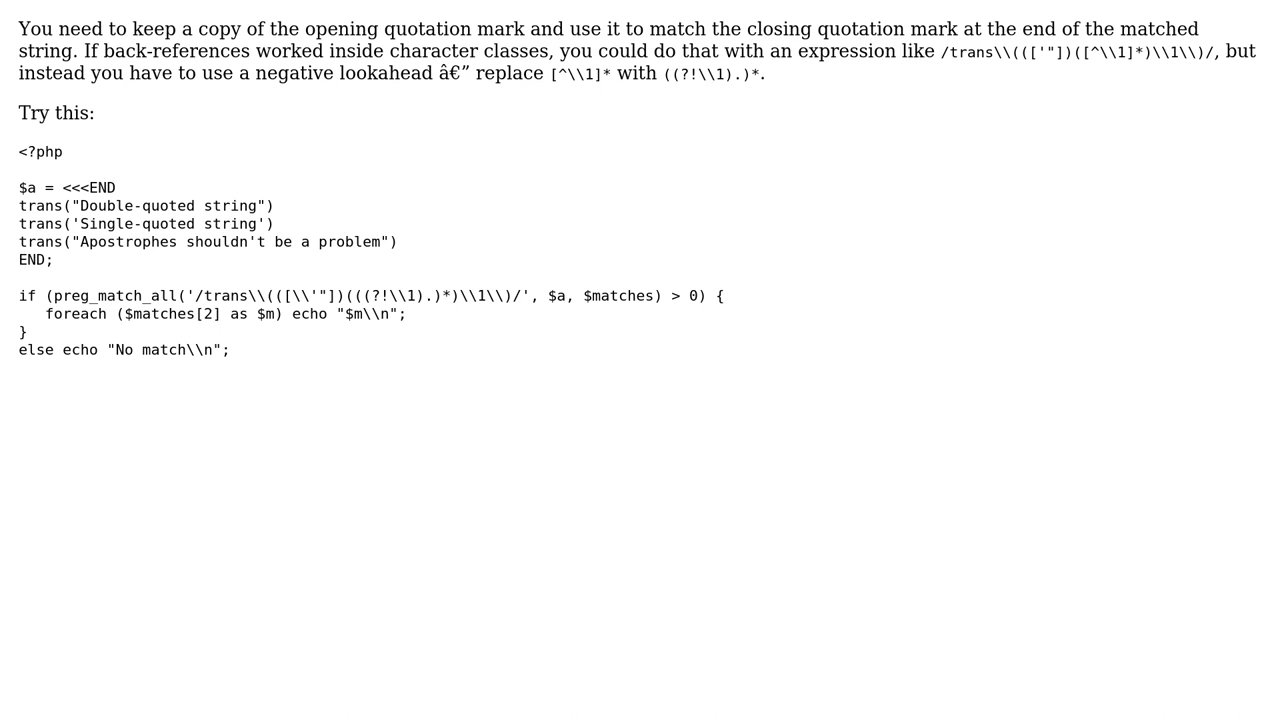 You need to keep a copy of the opening quotation mark and use it to match the closing quotation mark at the end of the matched
string. If back-references worked inside character classes, you could do that with an expression like /trans\\((['"])([^\\1]*)\\1\\)/, but
instead you have to use a negative lookahead â€” replace [^\\1]* with ((?!\\1).)*.
Try this:
<?php
$a = <<<END
trans("Double-quoted string")
trans('Single-quoted string')
trans("Apostrophes shouldn't be a problem")
END;
if (preg_match_all('/trans\\(([\\'"])(((?!\\1).)*)\\1\\)/', $a, $matches) > 0) {
   foreach ($matches[2] as $m) echo "$m\\n";
}
else echo "No match\\n";